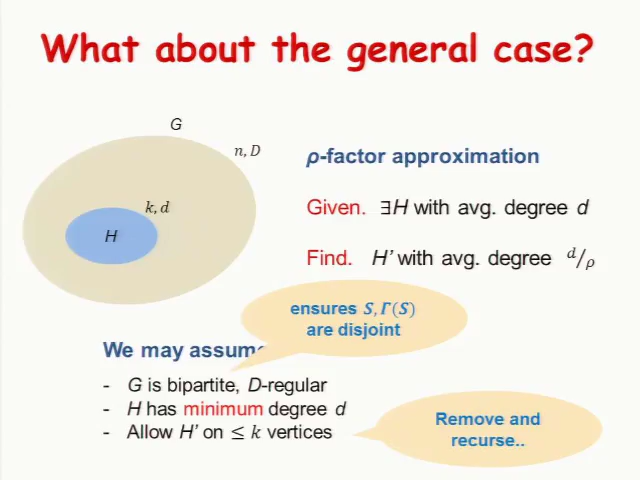 What about the general case?
G
n, D
k, d
H
ρ-factor approximation
Given. ∃H with avg. degree d
Find. H' with avg. degree d/ρ
ensures S, Γ(S)
are disjoint
We may assum
- G is bipartite, D-regular
- H has minimum degree d
- Allow H' on ≤ k vertices
Remove and
recurse..